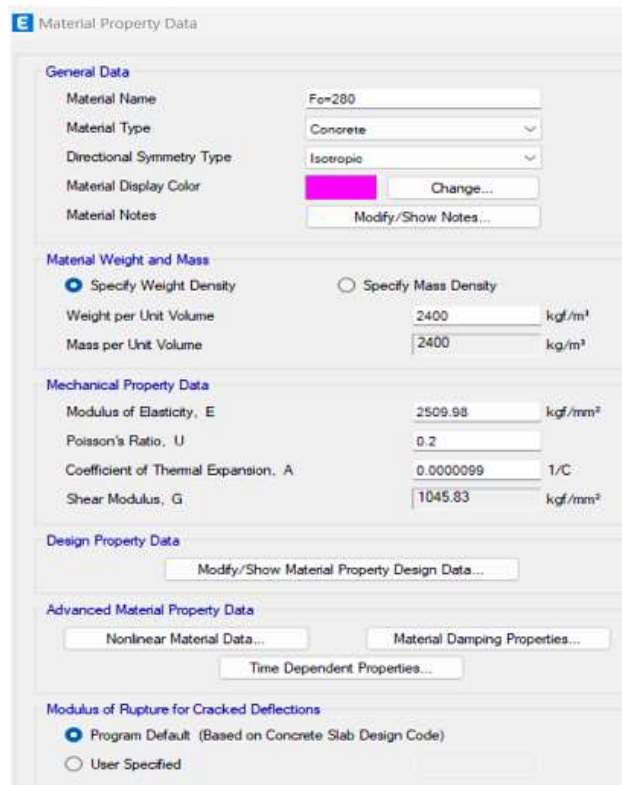 E Material Property Data
General Data
Material Name Fc=280
Material Type Concrete
Directional Symmetry Type Isotropic
Material Display Color Change...
Material Notes Modify/Show Notes...
Material Weight and Mass
Specify Weight Density Specify Mass Density
Weight per Unit Volume 2400 kgf/m³
Mass per Unit Volume 2400 kg/m³
Mechanical Property Data
Modulus of Elasticity, E 2509.98 kgf/mm²
Poisson's Ratio, U 0.2
Coefficient of Thermal Expansion, A 0.0000099 1/C
Shear Modulus, G 1045.83 kgf/mm²
Design Property Data
Modify/Show Material Property Design Data...
Advanced Material Property Data
Nonlinear Material Data... Material Damping Properties...
Time Dependent Properties...
Modulus of Rupture for Cracked Deflections
Program Default (Based on Concrete Slab Design Code)
User Specified